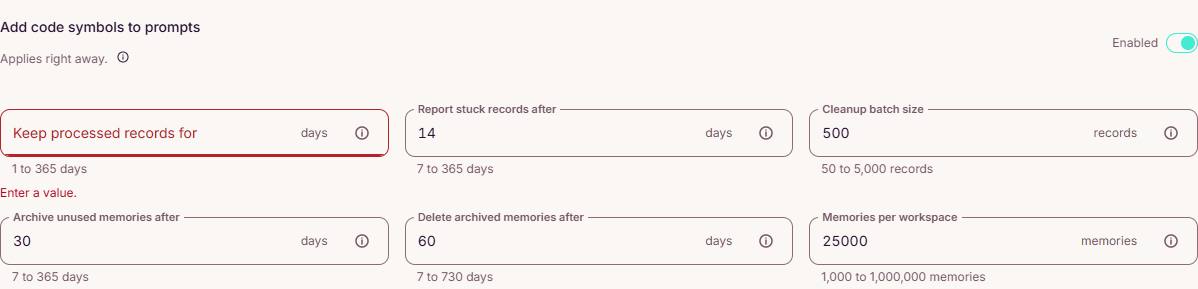 Add code symbols to prompts
Applies right away.
Enabled
Keep processed records for days
1 to 365 days
Enter a value.
Report stuck records after
14 days
7 to 365 days
Cleanup batch size
500 records
50 to 5,000 records
Archive unused memories after
30 days
7 to 365 days
Delete archived memories after
60 days
7 to 730 days
Memories per workspace
25000 memories
1,000 to 1,000,000 memories